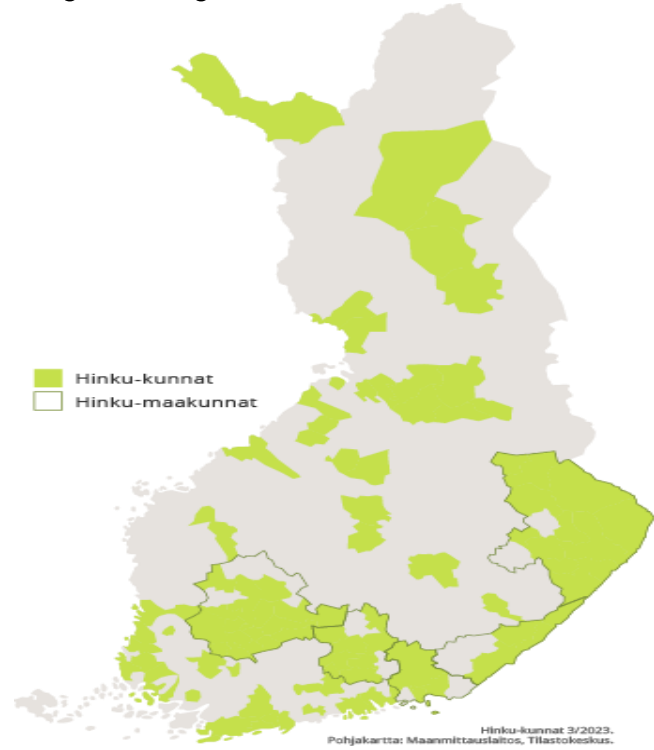 Hinku-kunnat
Hinku-maakunnat
Hinku-kunnat 3/2023.
Pohjakartta: Maanmittauslaitos, Tilastokeskus.